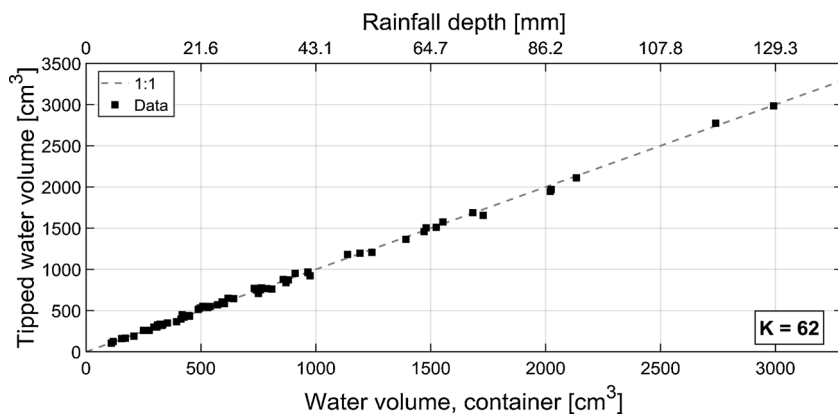 Rainfall depth [mm]
0 21.6 43.1 64.7 86.2 107.8 129.3
3500
3000
2500
2000
1500
1000
500
0
Tipped water volume [cm³]
1:1
Data
K = 62
0 500 1000 1500 2000 2500 3000
Water volume, container [cm³]